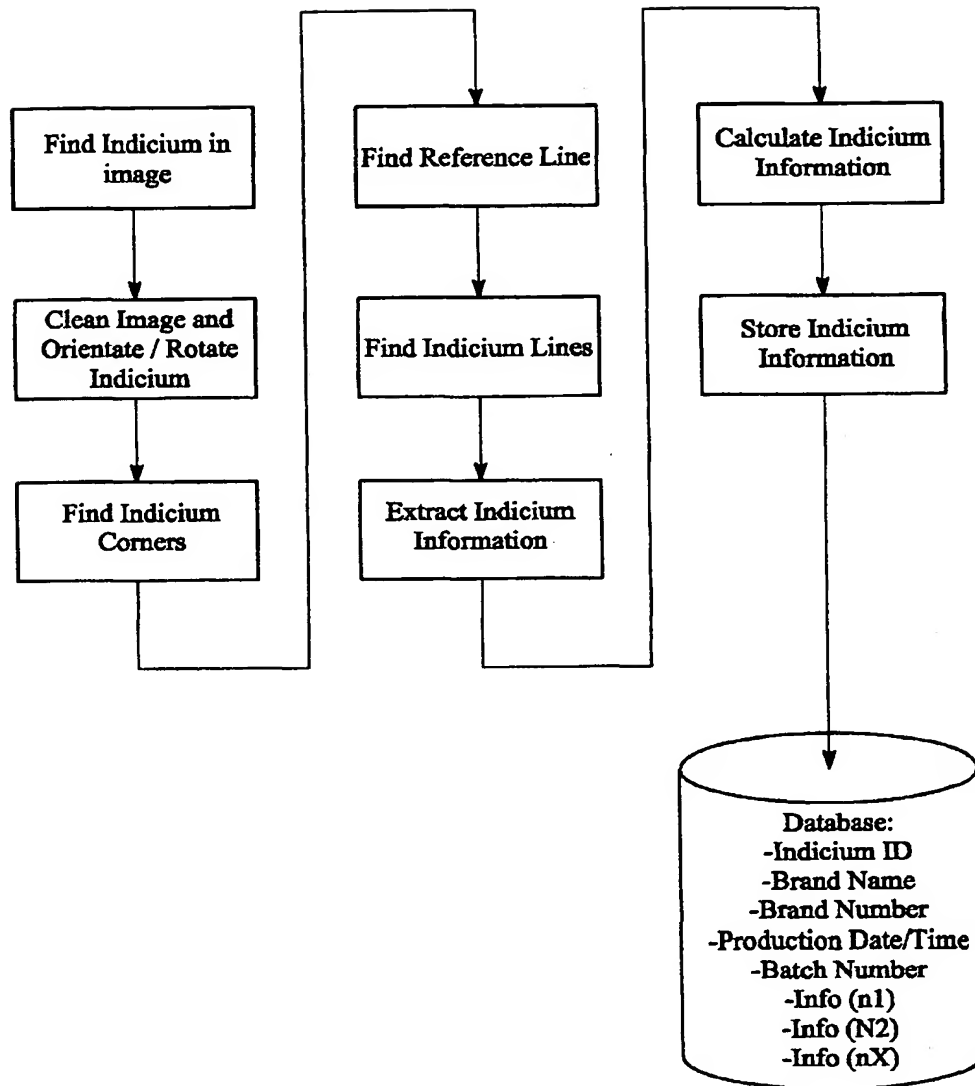 Find Indicium in
image
Clean Image and
Orientate / Rotate
Indicium
Find Indicium
Corners
Find Reference Line
Find Indicium Lines
Extract Indicium
Information
Calculate Indicium
Information
Store Indicium
Information
Database:
-Indicium ID
-Brand Name
-Brand Number
-Production Date/Time
-Batch Number
-Info (n1)
-Info (N2)
-Info (nX)